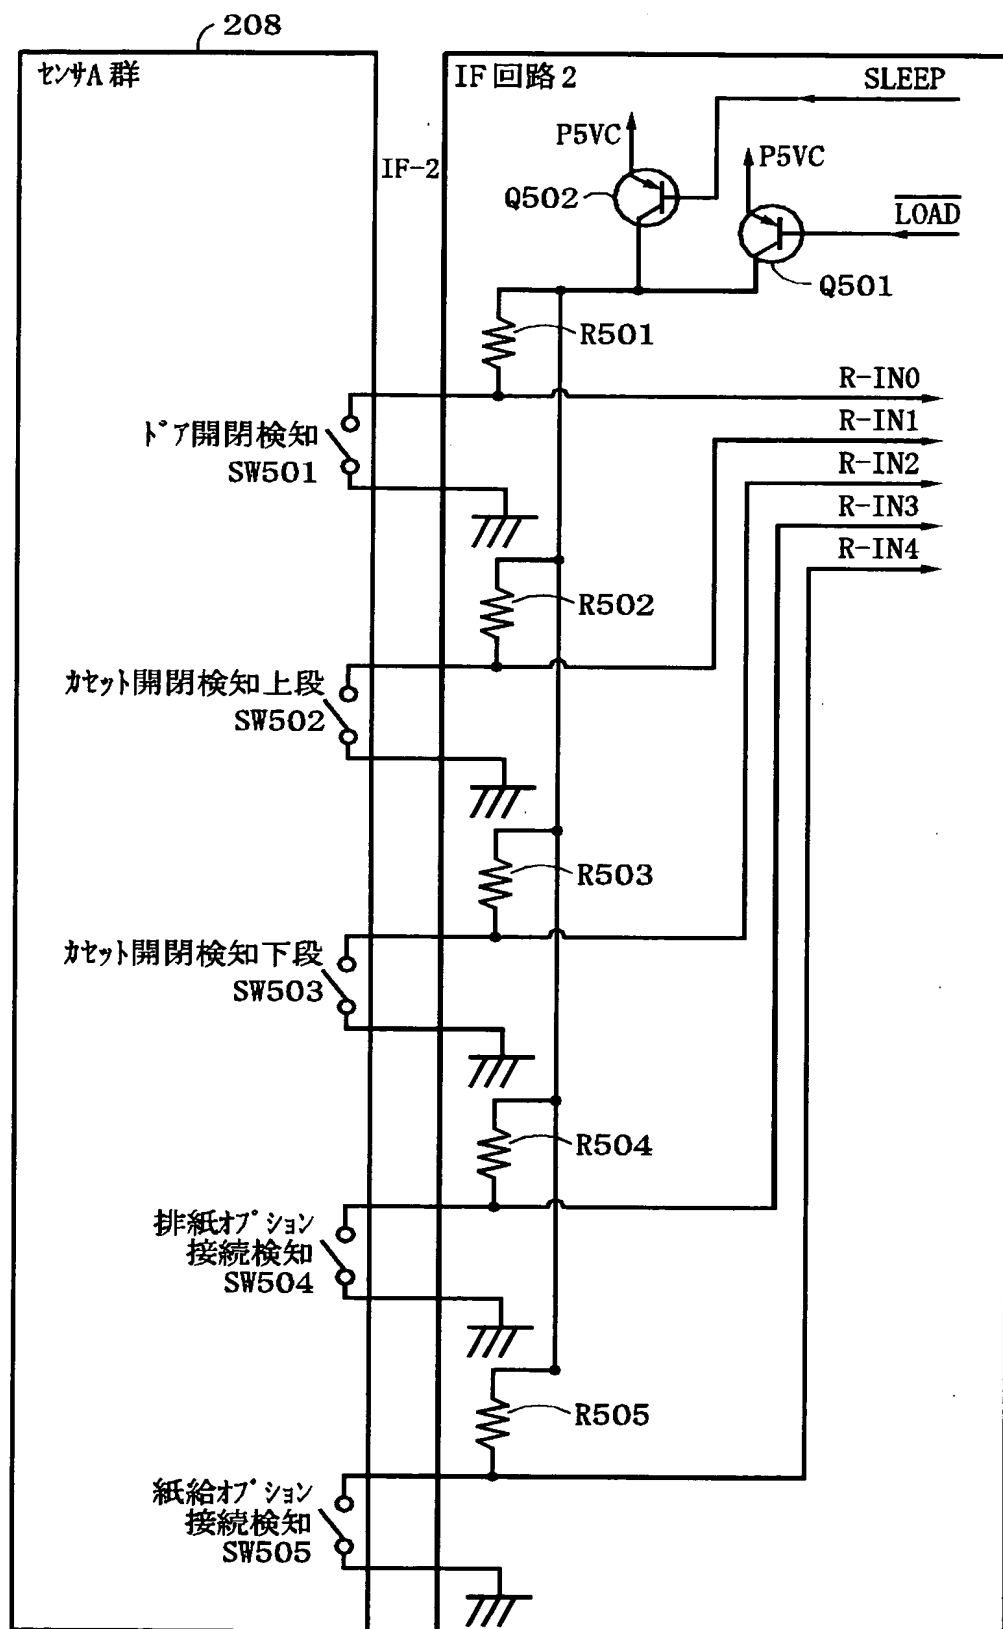 208
センサA 群
IF 回路 2
SLEEP
P5VC
P5VC
IF-2
Q502
LOAD
Q501
R501
R-IN0
R-IN1
ドア開閉検知
SW501
R-IN2
R-IN3
R-IN4
R502
カセット開閉検知上段
SW502
R503
カセット開閉検知下段
SW503
R504
排紙オプション
接続検知
SW504
R505
紙給オプション
接続検知
SW505